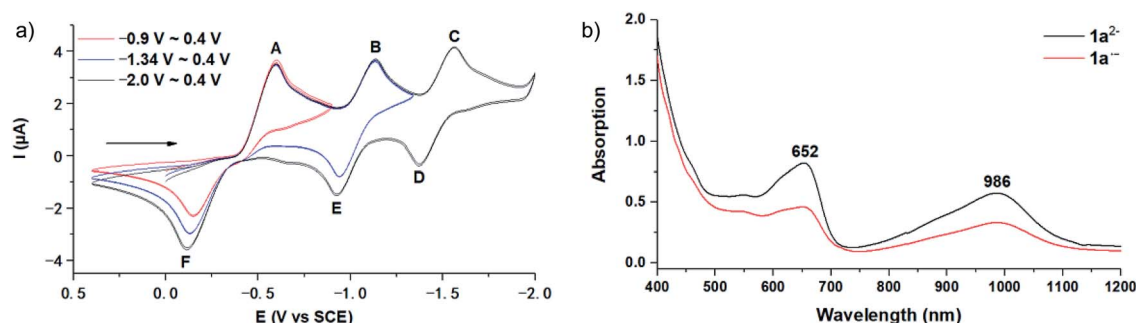 a)
−0.9 V ~ 0.4 V
−1.34 V ~ 0.4 V
−2.0 V ~ 0.4 V
A
B
C
D
E
F
I (µA)
4
2
0
−2
−4
0.5
0.0
−0.5
−1.0
−1.5
−2.0
E (V vs SCE)
b)
1a²⁻
1a˙⁻
652
986
Absorption
2.0
1.5
1.0
0.5
0.0
400
500
600
700
800
900
1000
1100
1200
Wavelength (nm)